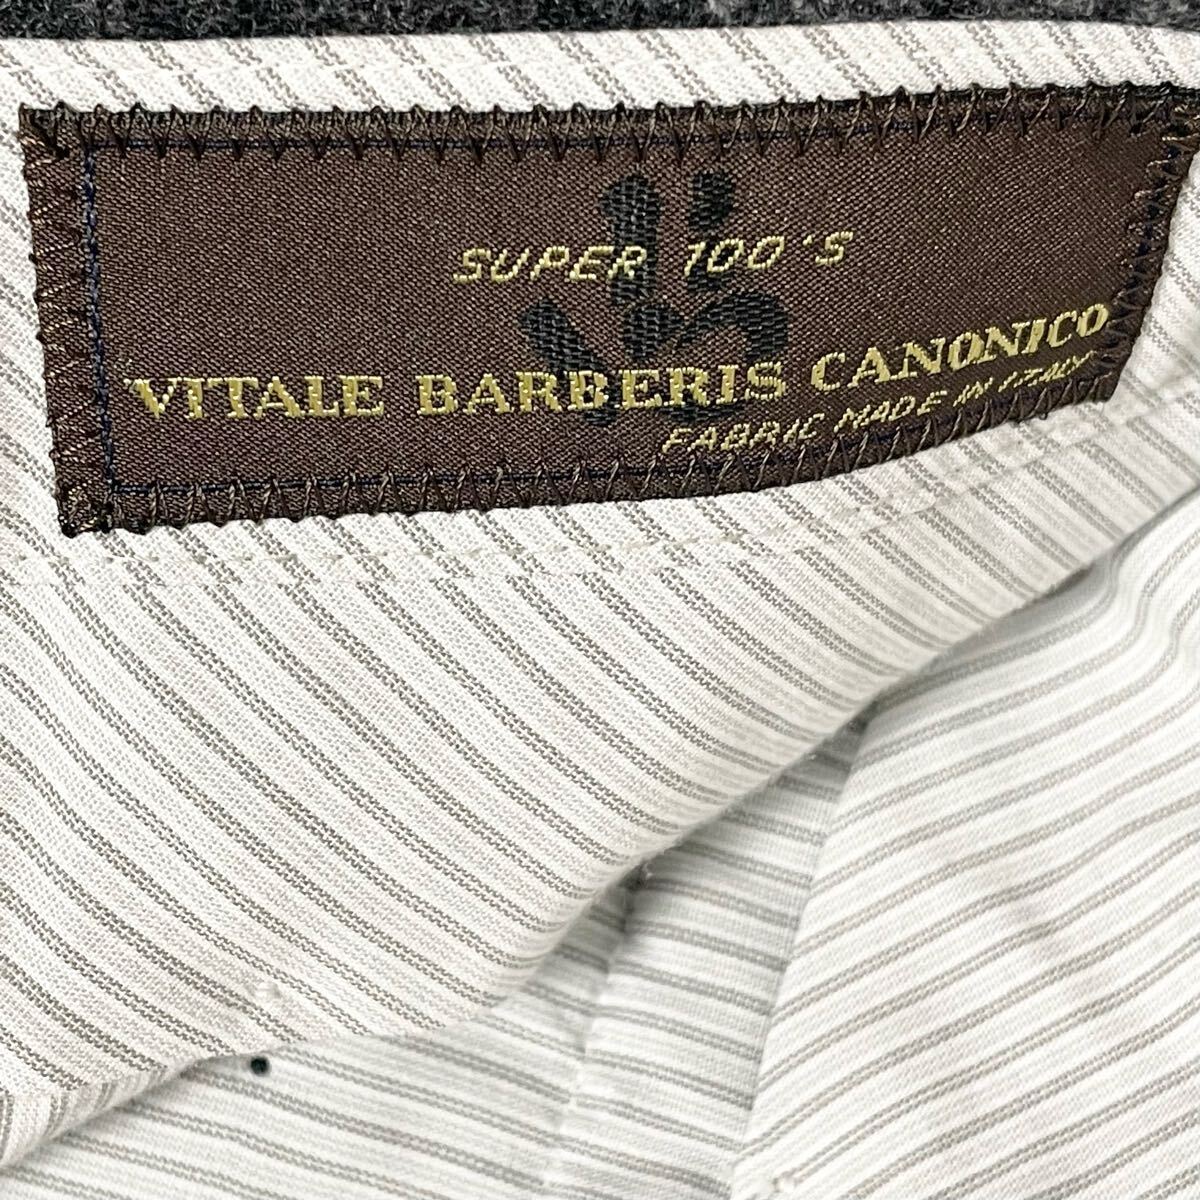 SUPER 100'S
VITALE BARBERIS CANONICO
FABRIC MADE IN ITALY